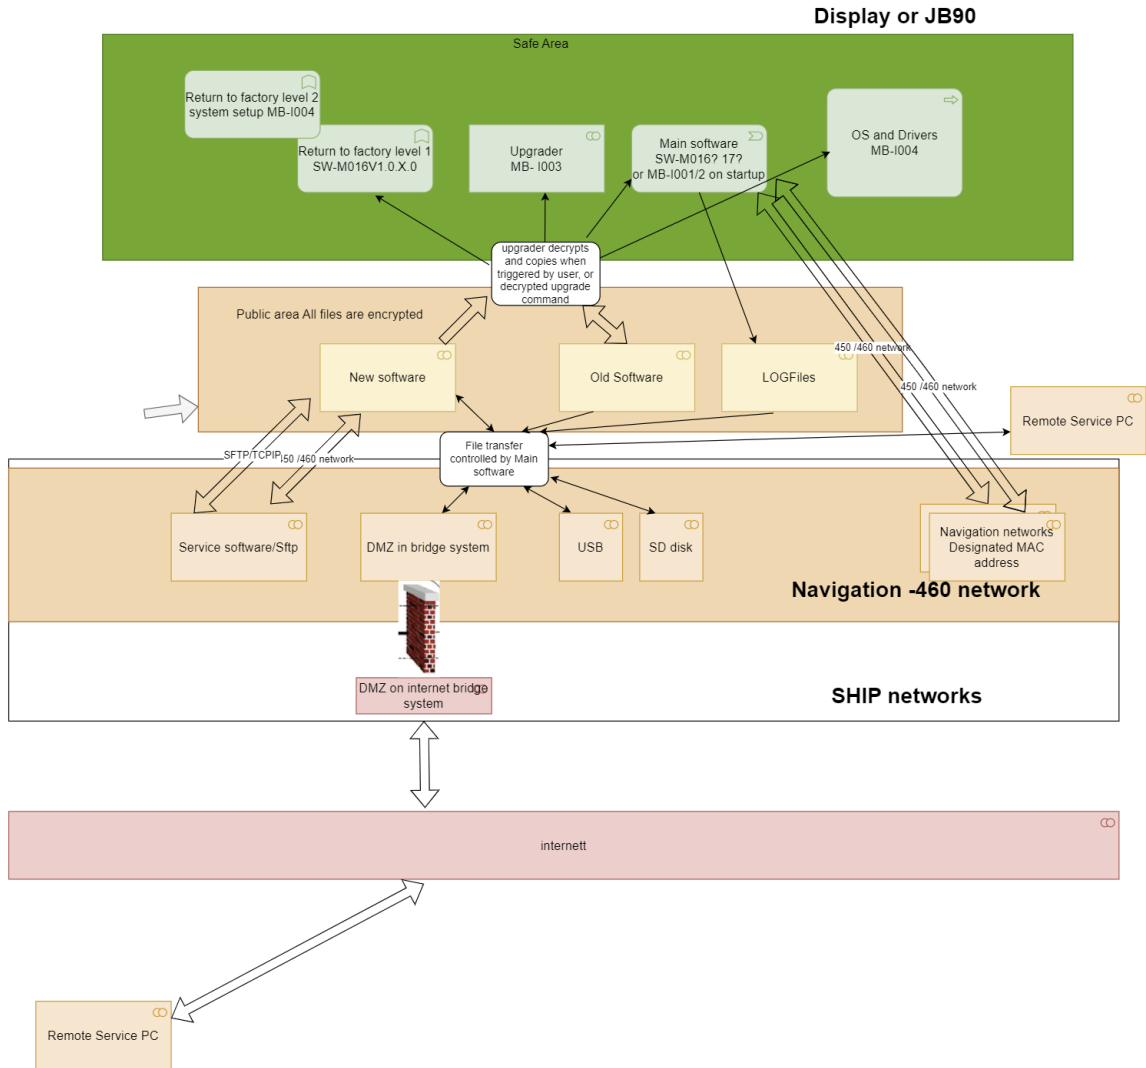 Display or JB90
Safe Area
Return to factory level 2
system setup MB-I004
Return to factory level 1
SW-M016V1.0.X.0
Upgrader
MB- I003
Main software
SW-M016? 17?
or MB-I001/2 on startup
OS and Drivers
MB-I004
upgrader decrypts
and copies when
triggered by user, or
decrypted upgrade
command
Public area All files are encrypted
New software
Old Software
LOGFiles
450 /460 network
450 /460 network
Remote Service PC
SFTP/TCPIP
450 /460 network
File transfer
controlled by Main
software
Service software/Sftp
DMZ in bridge system
USB
SD disk
Navigation networks
Designated MAC
address
Navigation -460 network
DMZ on internet bridge
system
SHIP networks
internett
Remote Service PC